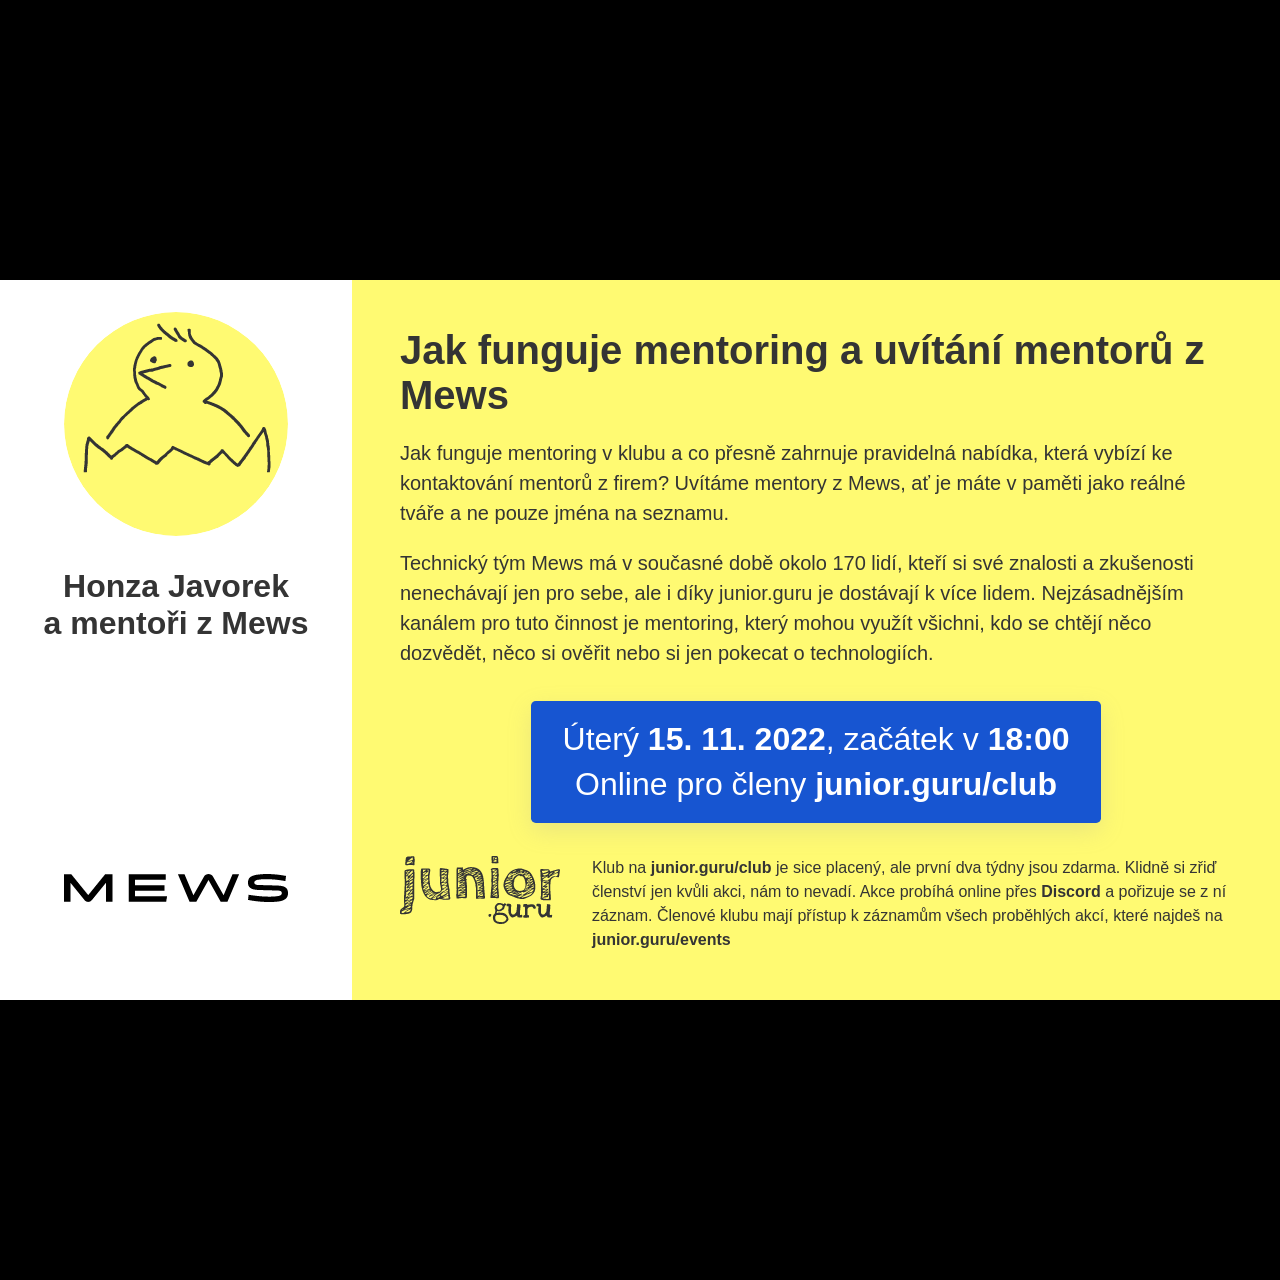 Honza Javorek
a mentoři z Mews
MEWS
Jak funguje mentoring a uvítání mentorů z
Mews
Jak funguje mentoring v klubu a co přesně zahrnuje pravidelná nabídka, která vybízí ke
kontaktování mentorů z firem? Uvítáme mentory z Mews, ať je máte v paměti jako reálné
tváře a ne pouze jména na seznamu.
Technický tým Mews má v současné době okolo 170 lidí, kteří si své znalosti a zkušenosti
nenechávají jen pro sebe, ale i díky junior.guru je dostávají k více lidem. Nejzásadnějším
kanálem pro tuto činnost je mentoring, který mohou využít všichni, kdo se chtějí něco
dozvědět, něco si ověřit nebo si jen pokecat o technologiích.
Úterý 15. 11. 2022, začátek v 18:00
Online pro členy junior.guru/club
junior
.guru
Klub na junior.guru/club je sice placený, ale první dva týdny jsou zdarma. Klidně si zřiď
členství jen kvůli akci, nám to nevadí. Akce probíhá online přes Discord a pořizuje se z ní
záznam. Členové klubu mají přístup k záznamům všech proběhlých akcí, které najdeš na
junior.guru/events